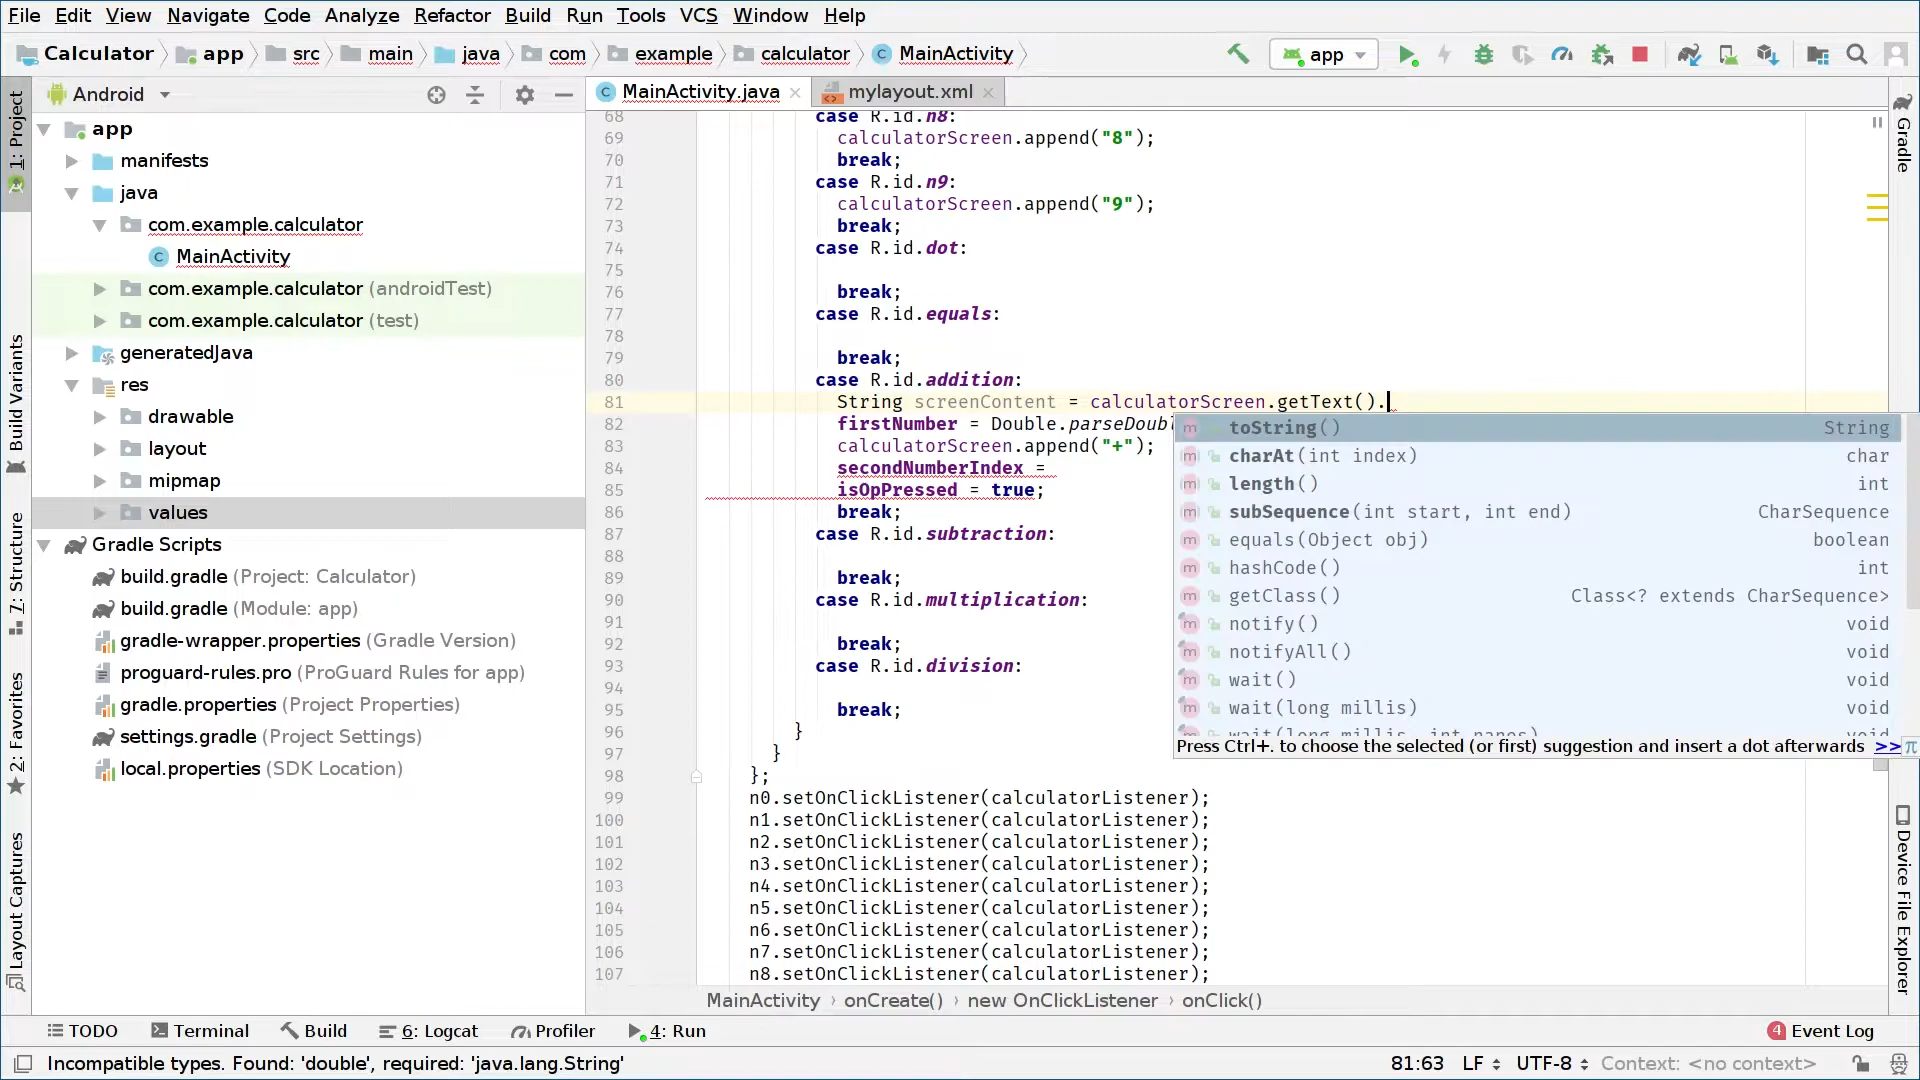 File Edit View Navigate Code Analyze Refactor Build Run Tools VCS Window Help
Calculator app src main java com example calculator MainActivity app
Android
MainActivity.java mylayout.xml
1: Project
Build Variants
7: Structure
2: Favorites
Layout Captures
app
manifests
java
com.example.calculator
MainActivity
com.example.calculator (androidTest)
com.example.calculator (test)
generatedJava
res
drawable
layout
mipmap
values
Gradle Scripts
build.gradle (Project: Calculator)
build.gradle (Module: app)
gradle-wrapper.properties (Gradle Version)
proguard-rules.pro (ProGuard Rules for app)
gradle.properties (Project Properties)
settings.gradle (Project Settings)
local.properties (SDK Location)
68 case R.id.n8:
69 calculatorScreen.append("8");
70 break;
71 case R.id.n9:
72 calculatorScreen.append("9");
73 break;
74 case R.id.dot:
75
76 break;
77 case R.id.equals:
78
79 break;
80 case R.id.addition:
81 String screenContent = calculatorScreen.getText().
82 firstNumber = Double.parseDoubl
83 calculatorScreen.append("+");
84 secondNumberIndex =
85 isOpPressed = true;
86 break;
87 case R.id.subtraction:
88
89 break;
90 case R.id.multiplication:
91
92 break;
93 case R.id.division:
94
95 break;
96 }
97 }
98 };
99 n0.setOnClickListener(calculatorListener);
100 n1.setOnClickListener(calculatorListener);
101 n2.setOnClickListener(calculatorListener);
102 n3.setOnClickListener(calculatorListener);
103 n4.setOnClickListener(calculatorListener);
104 n5.setOnClickListener(calculatorListener);
105 n6.setOnClickListener(calculatorListener);
106 n7.setOnClickListener(calculatorListener);
107 n8.setOnClickListener(calculatorListener);
toString() String
charAt(int index) char
length() int
subSequence(int start, int end) CharSequence
equals(Object obj) boolean
hashCode() int
getClass() Class<? extends CharSequence>
notify() void
notifyAll() void
wait() void
wait(long millis) void
wait(long millis, int nanos) void
Press Ctrl+. to choose the selected (or first) suggestion and insert a dot afterwards >> π
Gradle
Device File Explorer
MainActivity › onCreate() › new OnClickListener › onClick()
TODO Terminal Build 6: Logcat Profiler 4: Run 4 Event Log
Incompatible types. Found: 'double', required: 'java.lang.String' 81:63 LF UTF-8 Context: <no context>